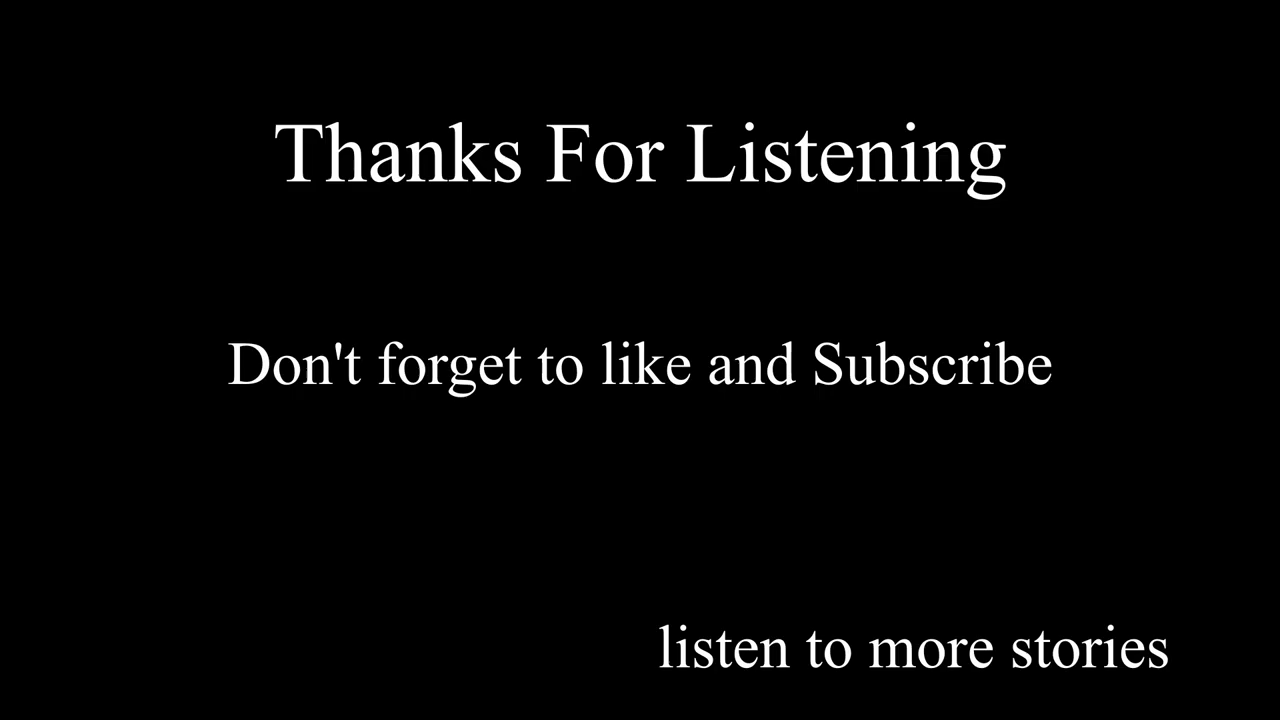 Thanks For Listening
Don't forget to like and Subscribe
listen to more stories